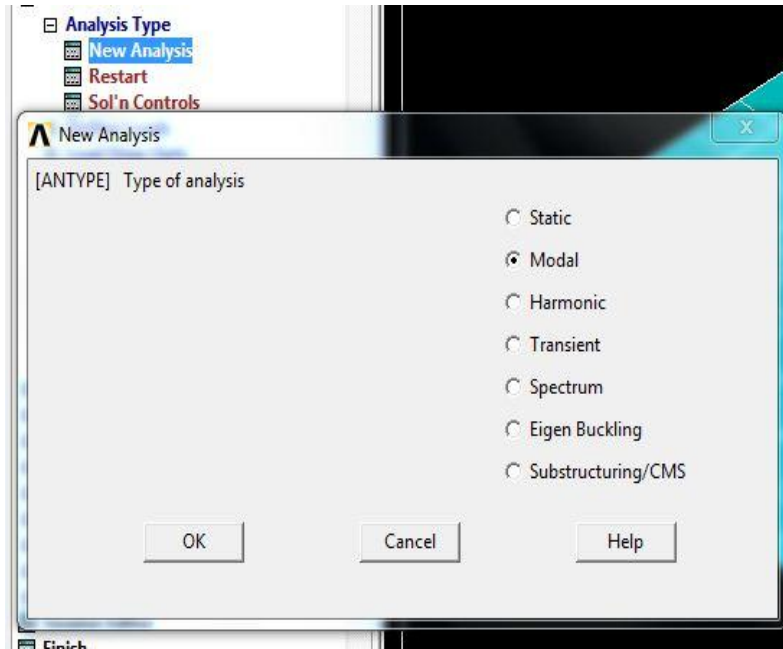 Analysis Type
New Analysis
Restart
Sol'n Controls
New Analysis
X
[ANTYPE] Type of analysis
Static
Modal
Harmonic
Transient
Spectrum
Eigen Buckling
Substructuring/CMS
OK Cancel Help
Finish